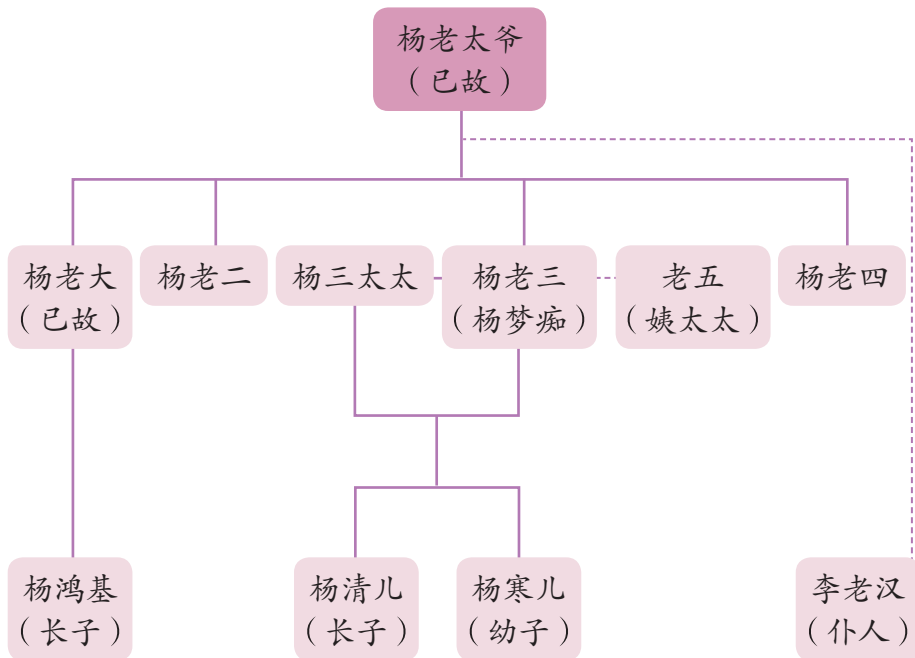 杨老太爷
（已故）
杨老大
（已故）
杨老二
杨三太太
杨老三
（杨梦痴）
老五
（姨太太）
杨老四
杨鸿基
（长子）
杨清儿
（长子）
杨寒儿
（幼子）
李老汉
（仆人）